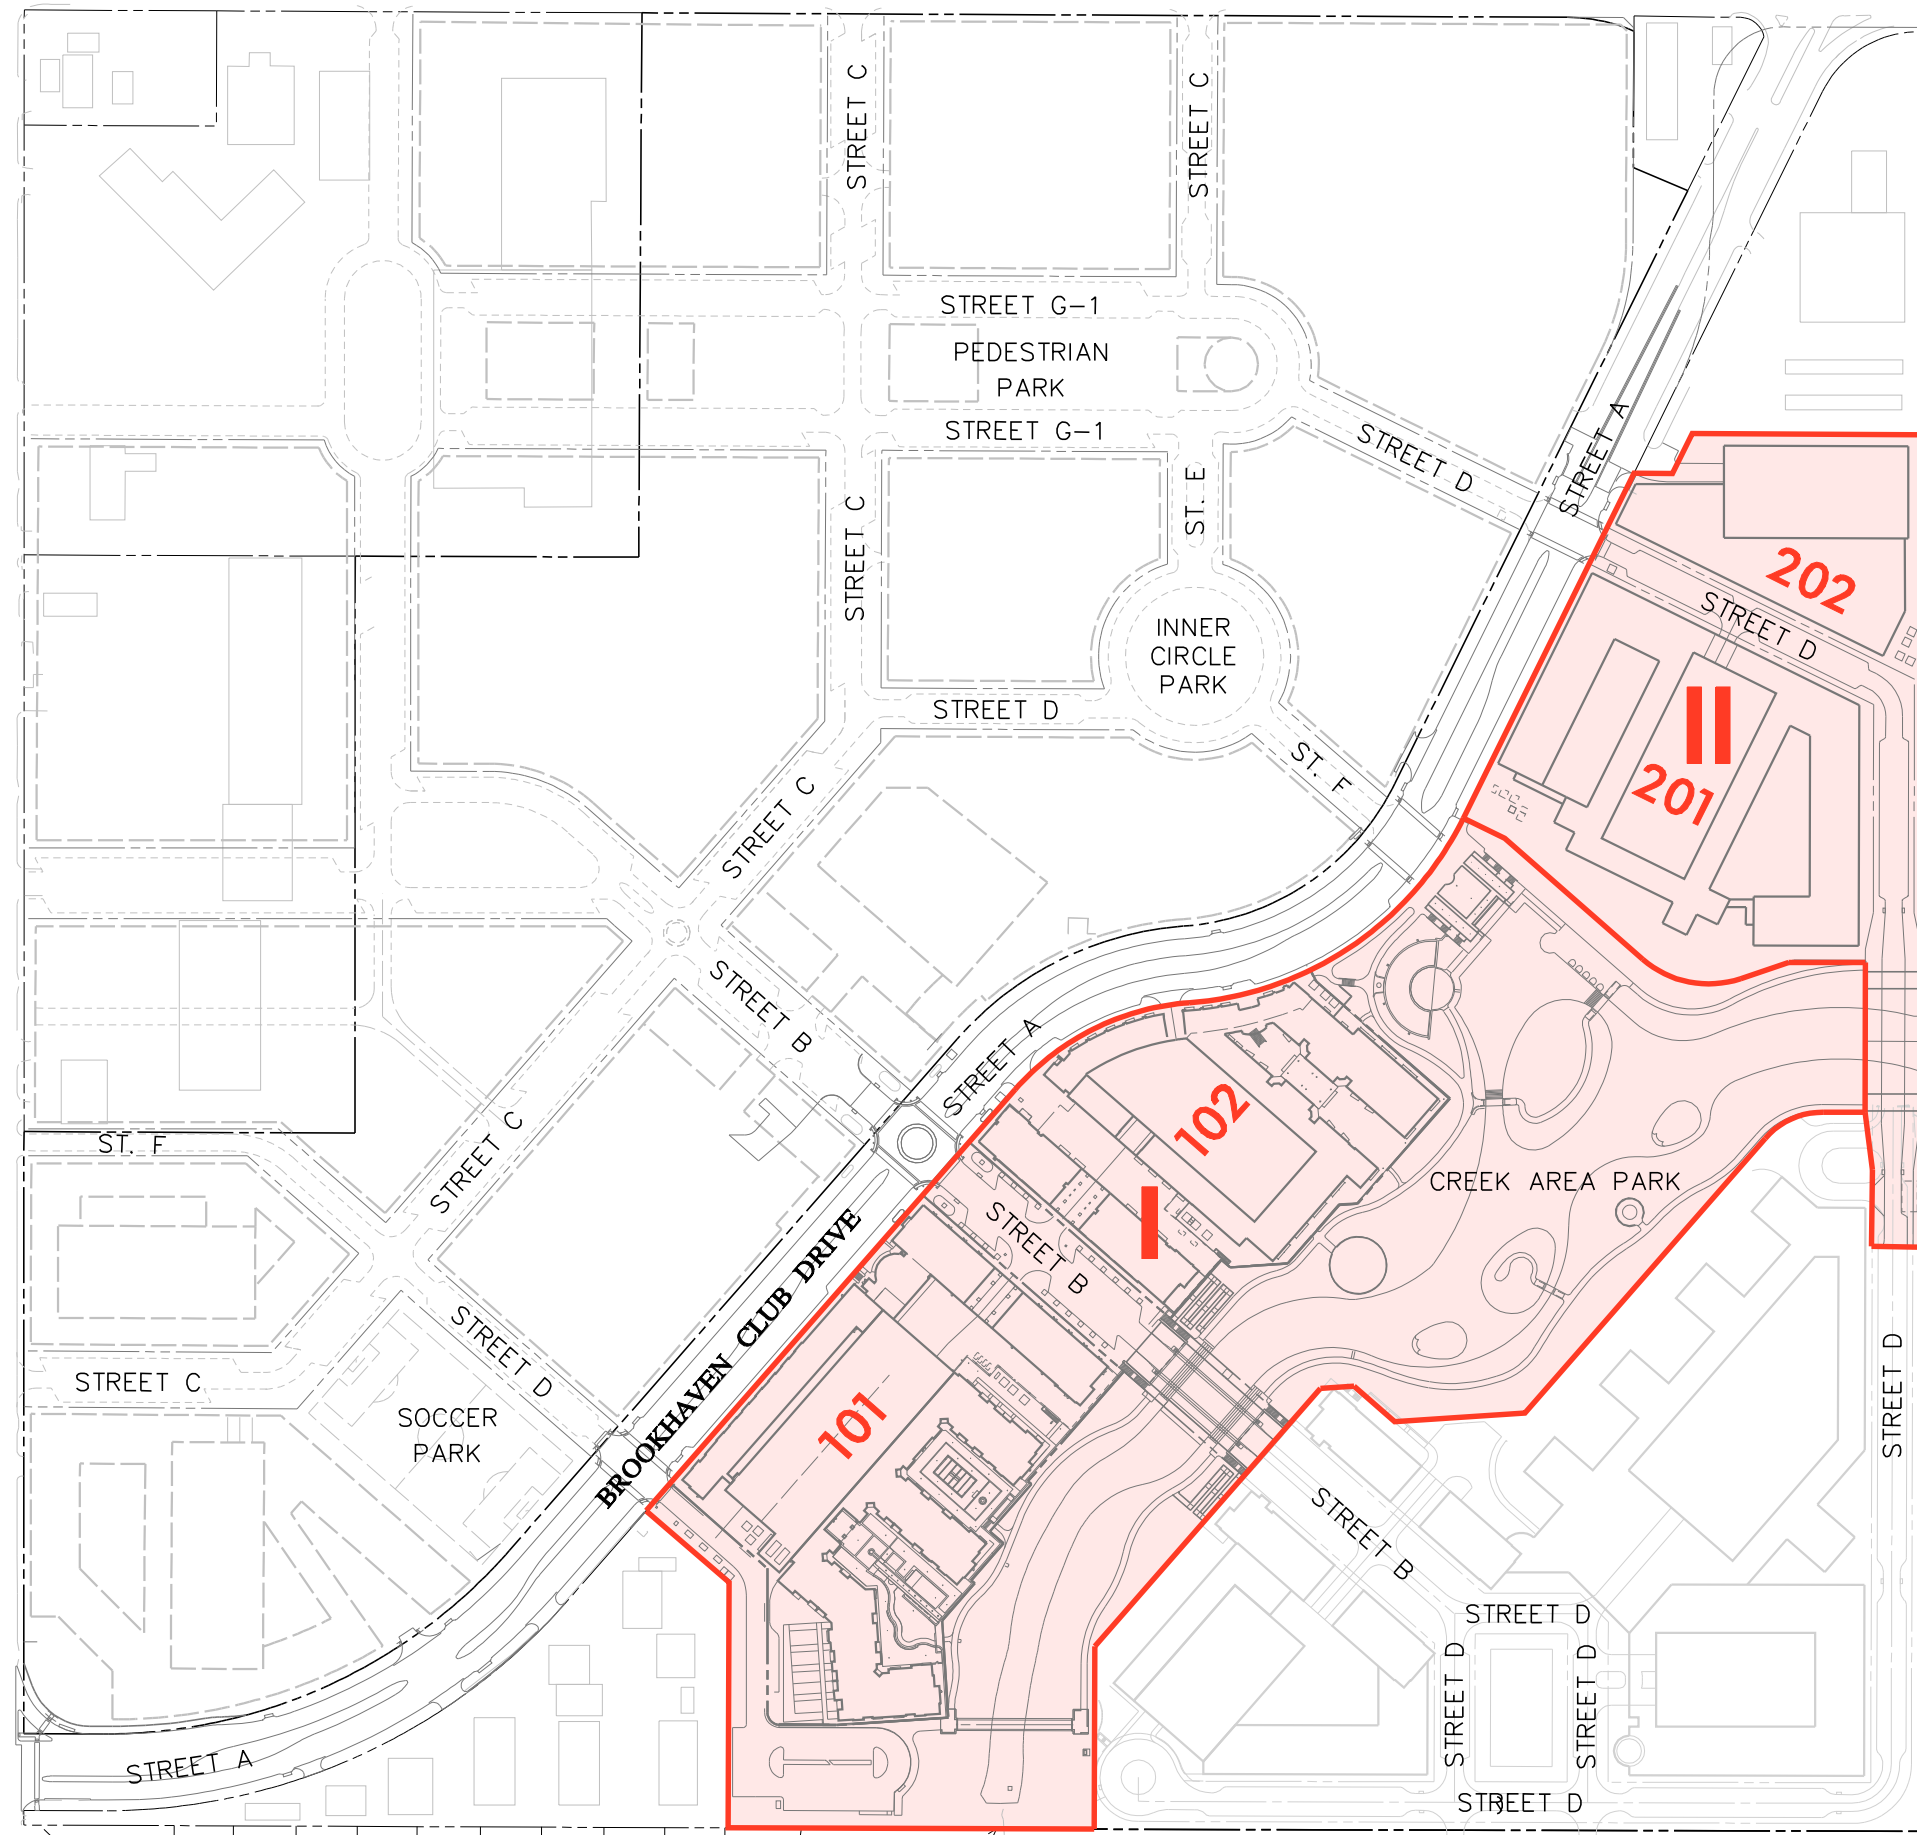 STREET C
STREET C
STREET G-1
PEDESTRIAN
PARK
STREET G-1
STREET D
STREET A
ST. E
STREET C
202
STREET D
INNER
CIRCLE
PARK
II
201
STREET D
ST. F
STREET C
STREET B
STREET A
102
ST. F
STREET C
CREEK AREA PARK
I
STREET B
BROOKHAVEN CLUB DRIVE
STREET D
STREET C
STREET D
101
SOCCER
PARK
STREET B
STREET D
STREET D
STREET D
STREET A
STREET D